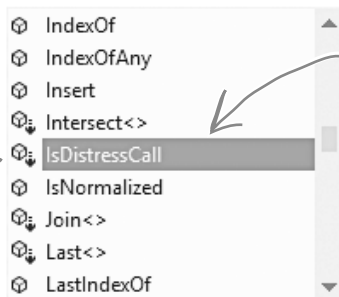 IndexOf
IndexOfAny
Insert
Intersect<>
IsDistressCall
IsNormalized
Join<>
Last<>
LastIndexOf